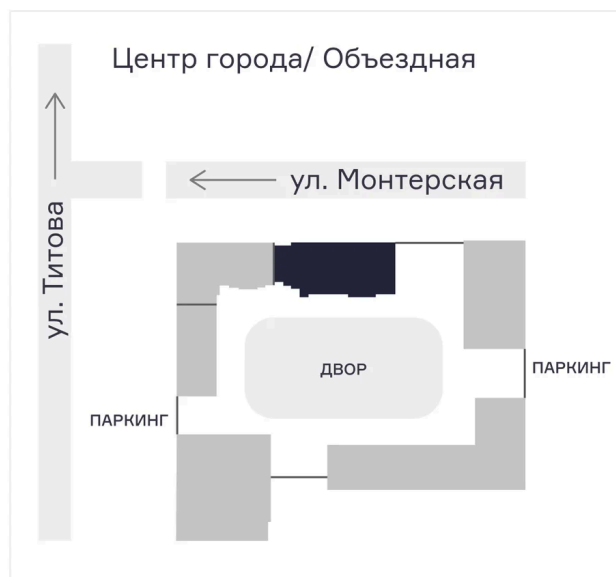 Центр города/ Объездная
ул. Монтерская
ул. Титова
ДВОР
ПАРКИНГ
ПАРКИНГ